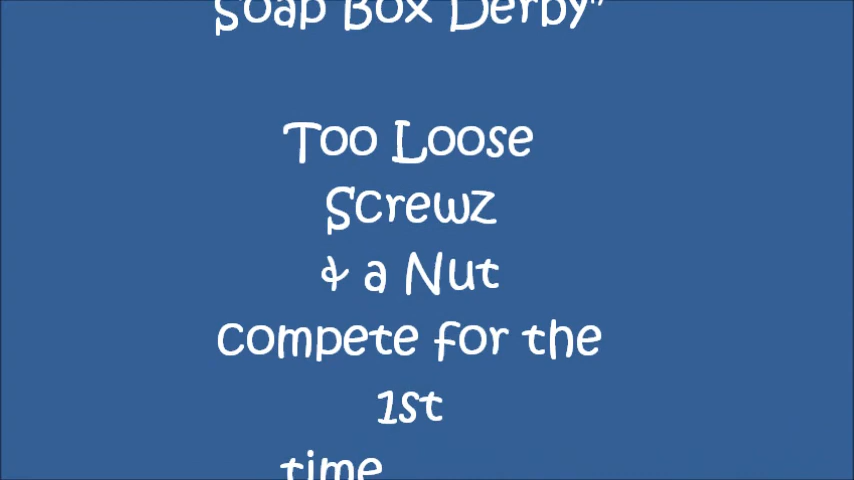 Soap Box Derby"
Too Loose
Screwz
& a Nut
compete for the
1st
time